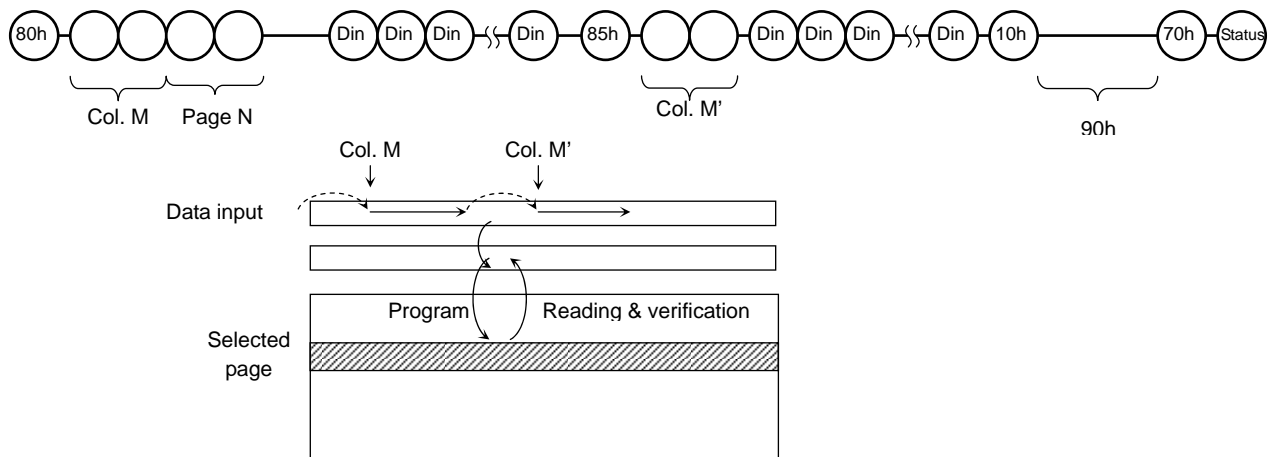 80h Din Din Din Din 85h Din Din Din Din 10h 70h Status
Col. M Page N Col. M’ 90h
Col. M Col. M’
Data input
Program Reading & verification
Selected
page